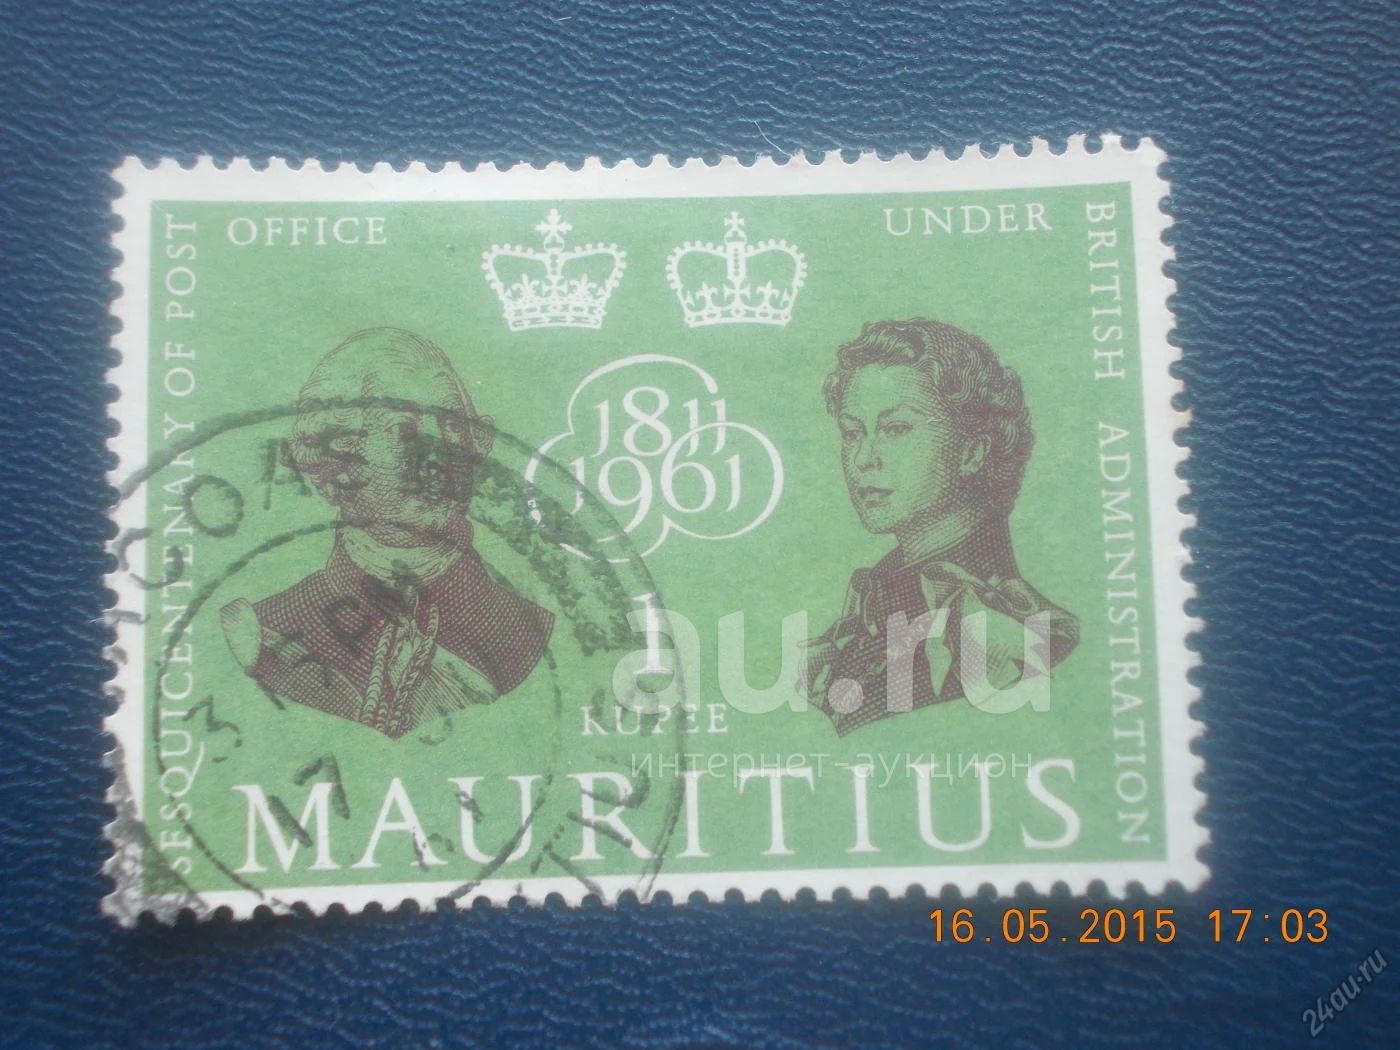 SESQUICENTENARY OF POST
OFFICE
UNDER
BRITISH ADMINISTRATION
1811
1961
1
RUPEE
MAURITIUS
17
au.ru
интернет-аукцион
16.05.2015 17:03
24au.ru